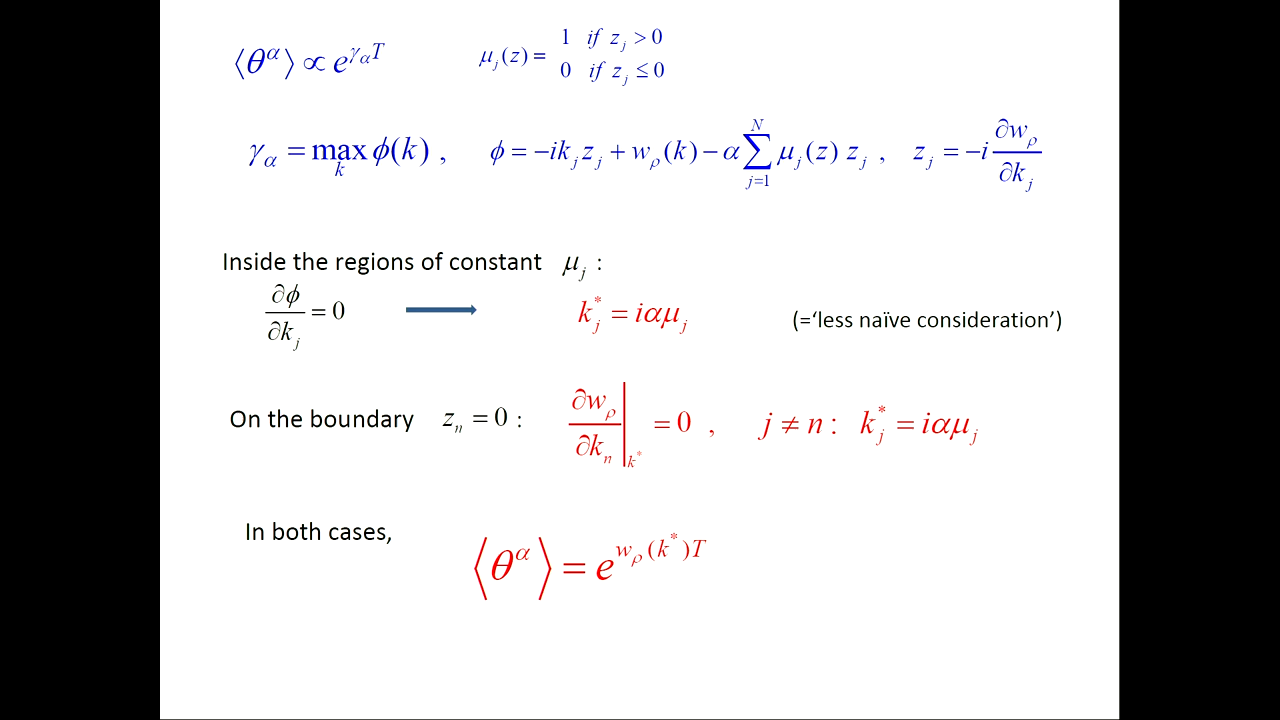 ⟨θ^α⟩ ∝ e^{γ_α T}    μ_j(z) = 1 if z_j > 0
0 if z_j ≤ 0
γ_α = max_k ϕ(k) ,    ϕ = −ik_j z_j + w_ρ(k) − α ∑_{j=1}^{N} μ_j(z) z_j ,    z_j = −i ∂w_ρ/∂k_j
Inside the regions of constant μ_j :
∂ϕ/∂k_j = 0    k_j^* = iαμ_j    (=‘less naïve consideration’)
On the boundary z_n = 0 :    ∂w_ρ/∂k_n |_{k^*} = 0 ,    j ≠ n : k_j^* = iαμ_j
In both cases,
⟨θ^α⟩ = e^{w_ρ(k^*)T}